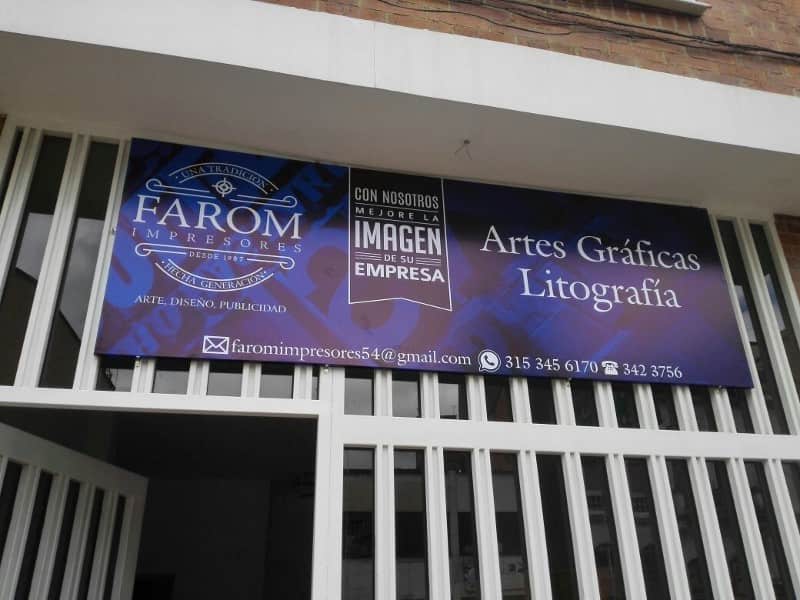 UNA TRADICIÓN
FAROM
IMPRESORES
DESDE 1987
HECHA GENERACIÓN
ARTE, DISEÑO, PUBLICIDAD
CON NOSOTROS
MEJORE LA
IMAGEN
DE SU
EMPRESA
Artes Gráficas
Litografía
faromimpresores54@gmail.com
315 345 6170
342 3756